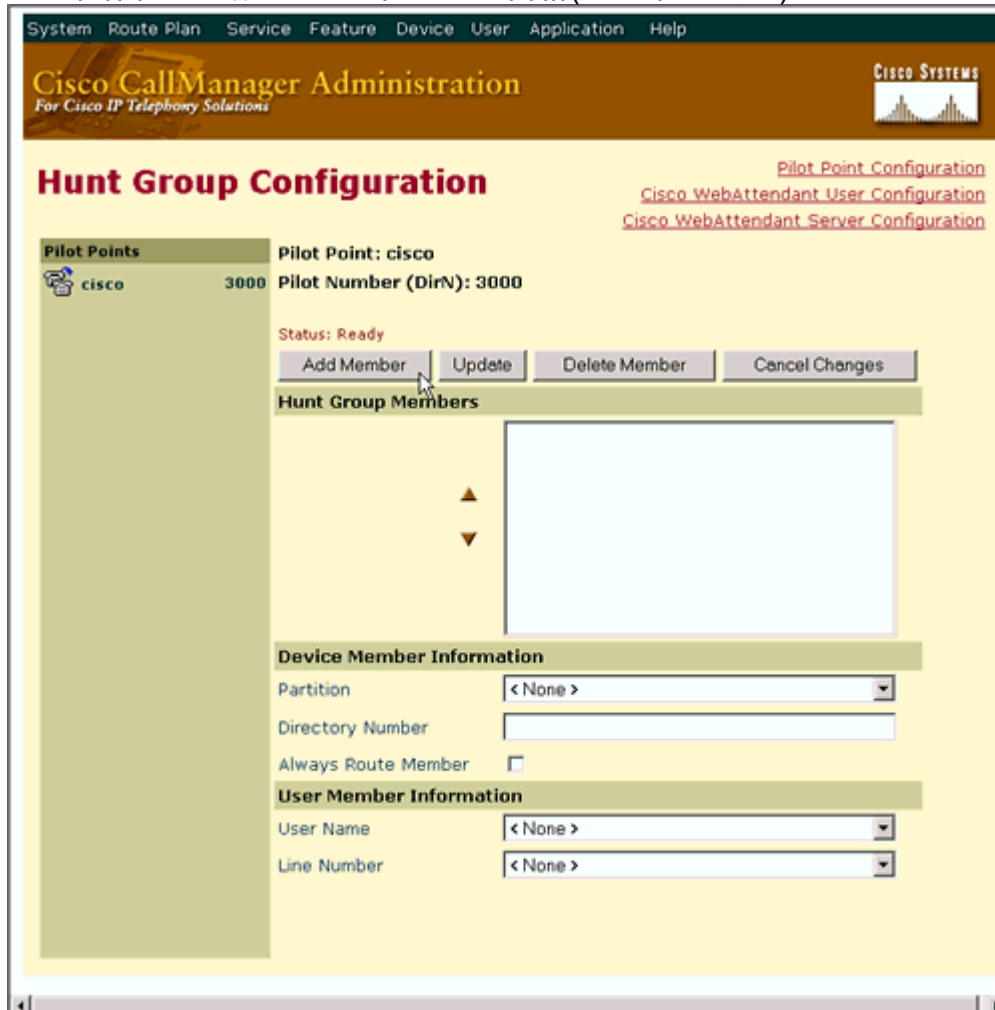 System Route Plan Service Feature Device User Application Help
Cisco CallManager Administration
For Cisco IP Telephony Solutions
CISCO SYSTEMS
Hunt Group Configuration
Pilot Point Configuration
Cisco WebAttendant User Configuration
Cisco WebAttendant Server Configuration
Pilot Points
cisco 3000
Pilot Point: cisco
Pilot Number (DirN): 3000
Status: Ready
Add Member Update Delete Member Cancel Changes
Hunt Group Members
Device Member Information
Partition < None >
Directory Number
Always Route Member
User Member Information
User Name < None >
Line Number < None >